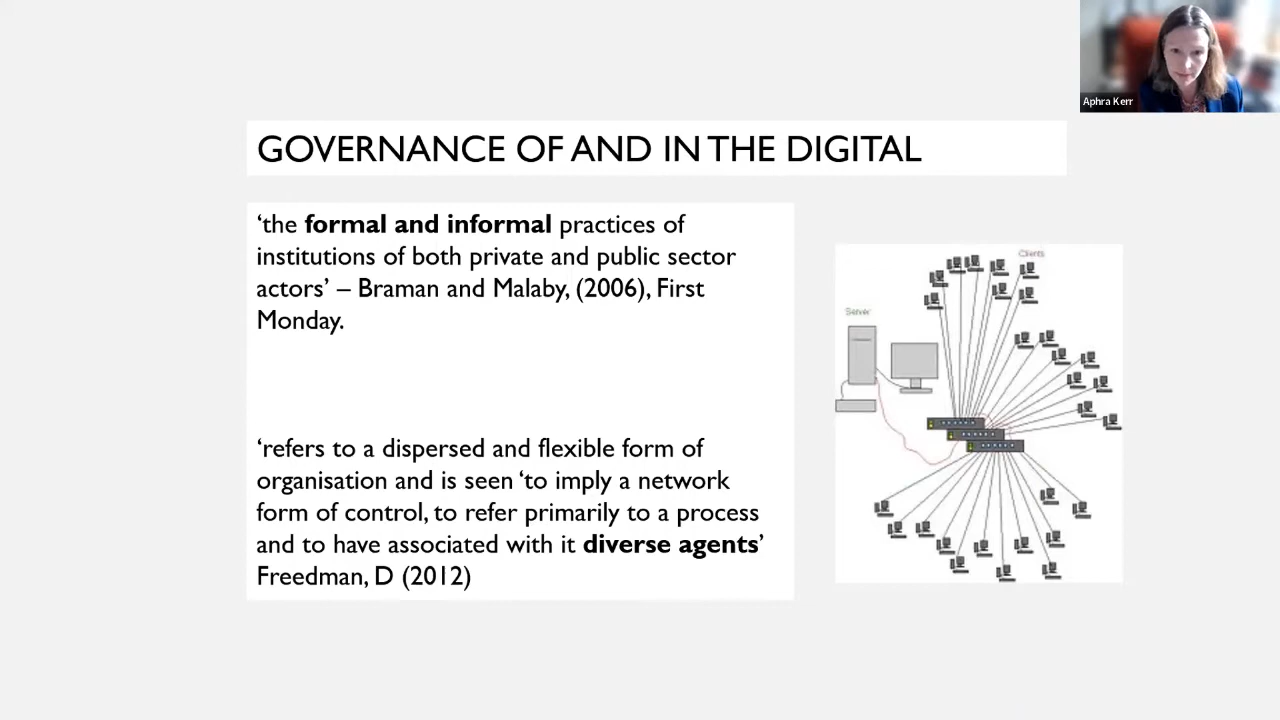 Aphra Kerr
GOVERNANCE OF AND IN THE DIGITAL
‘the formal and informal practices of
institutions of both private and public sector
actors’ – Braman and Malaby, (2006), First
Monday.
‘refers to a dispersed and flexible form of
organisation and is seen ‘to imply a network
form of control, to refer primarily to a process
and to have associated with it diverse agents’
Freedman, D (2012)
Clients
Server